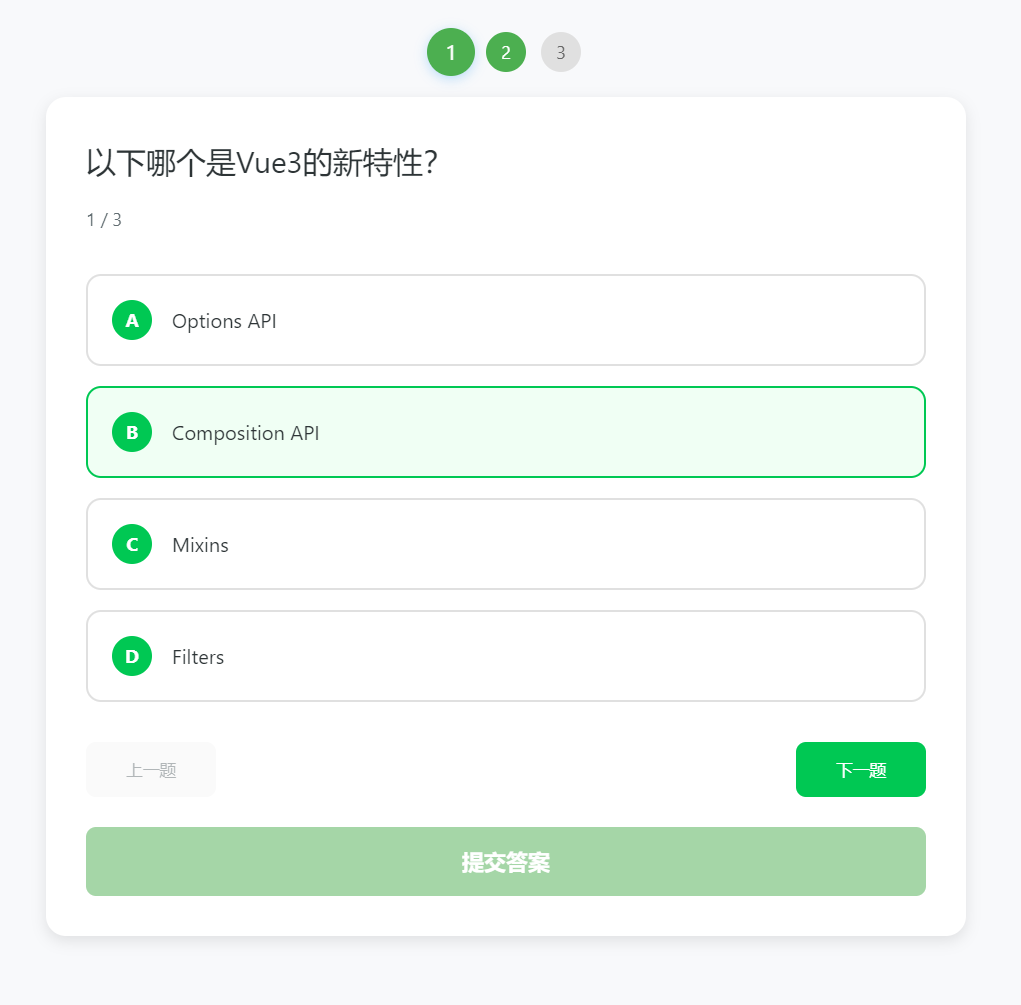 1 2 3
以下哪个是Vue3的新特性？
1 / 3
A Options API
B Composition API
C Mixins
D Filters
上一题 下一题
提交答案